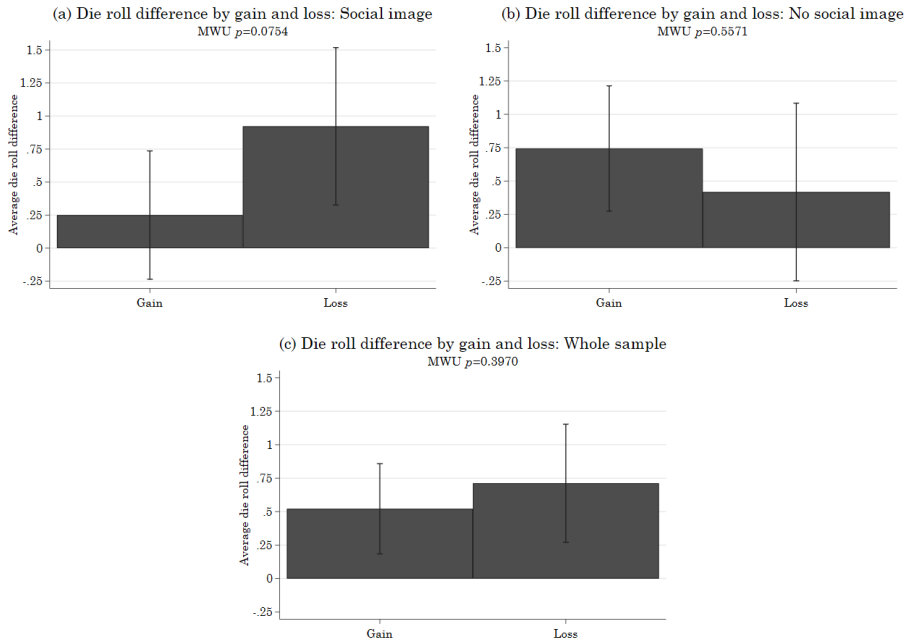 (a) Die roll difference by gain and loss: Social image
MWU p=0.0754
Average die roll difference
1.5
1.25
1
.75
.5
.25
0
-.25
Gain Loss
(b) Die roll difference by gain and loss: No social image
MWU p=0.5571
Average die roll difference
1.5
1.25
1
.75
.5
.25
0
-.25
Gain Loss
(c) Die roll difference by gain and loss: Whole sample
MWU p=0.3970
Average die roll difference
1.5
1.25
1
.75
.5
.25
0
-.25
Gain Loss